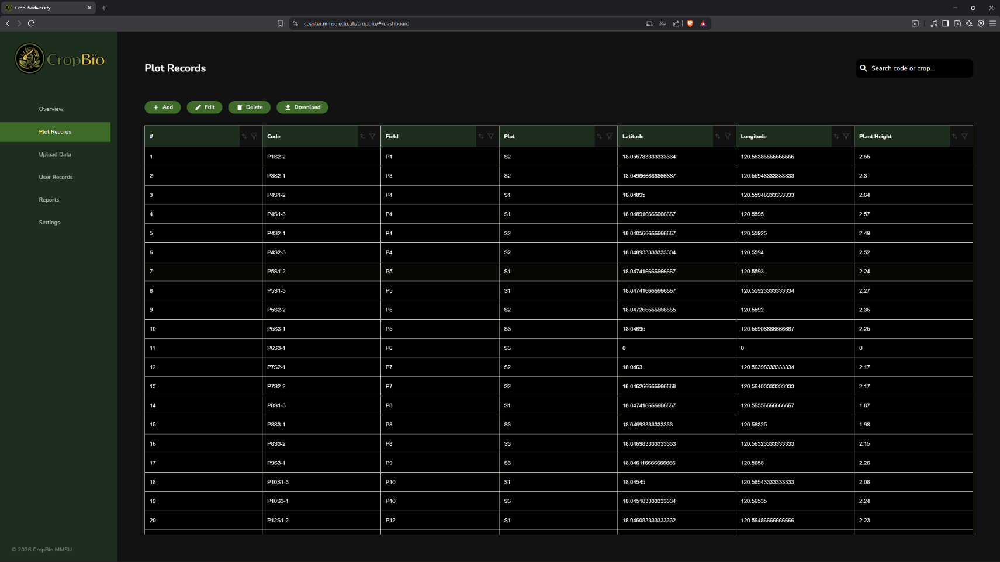 Crop Biodiversity
coaster.mmsu.edu.ph/cropbio/#/dashboard
CropBio
Overview
Plot Records
Upload Data
User Records
Reports
Settings
© 2026 CropBio MMSU
Plot Records
Search code or crop...
Add Edit Delete Download
# Code Field Plot Latitude Longitude Plant Height
1 P1S2-2 P1 S2 18.055783333333334 120.55386666666666 2.55
2 P3S2-1 P3 S2 18.049666666666667 120.55948333333333 2.3
3 P4S1-2 P4 S1 18.04895 120.55948333333333 2.64
4 P4S1-3 P4 S1 18.048916666666667 120.5595 2.57
5 P4S2-1 P4 S2 18.040566666666667 120.55925 2.49
6 P4S2-3 P4 S2 18.048933333333334 120.5594 2.52
7 P5S1-2 P5 S1 18.047416666666667 120.5593 2.24
8 P5S1-3 P5 S1 18.047416666666667 120.55923333333334 2.27
9 P5S2-2 P5 S2 18.047266666666665 120.5592 2.36
10 P5S3-1 P5 S3 18.04695 120.55906666666667 2.25
11 P6S3-1 P6 S3 0 0 0
12 P7S2-1 P7 S2 18.0463 120.56398333333334 2.17
13 P7S2-2 P7 S2 18.046266666666668 120.56403333333333 2.17
14 P8S1-3 P8 S1 18.047416666666667 120.56356666666667 1.87
15 P8S3-1 P8 S3 18.04693333333333 120.56325 1.98
16 P8S3-2 P8 S3 18.046983333333333 120.56323333333333 2.15
17 P9S3-1 P9 S3 18.046116666666666 120.5658 2.26
18 P10S1-3 P10 S1 18.04545 120.56543333333333 2.08
19 P10S3-1 P10 S3 18.045183333333334 120.56535 2.24
20 P12S1-2 P12 S1 18.046083333333332 120.56486666666666 2.23